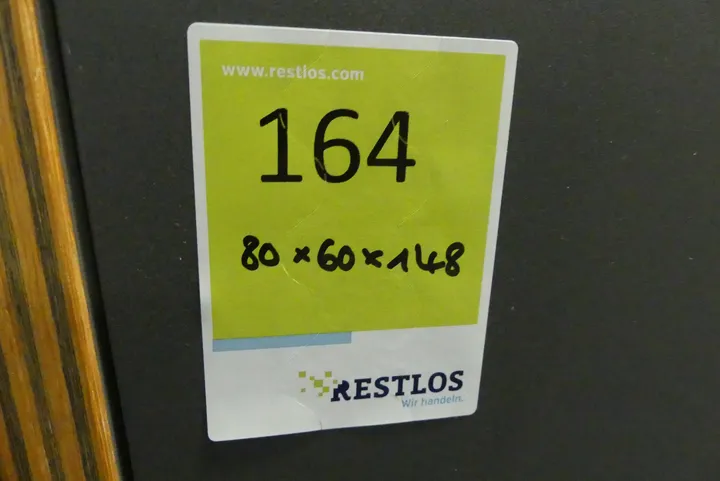 www.restlos.com
164
80 x 60 x 148
RESTLOS
Wir handeln.